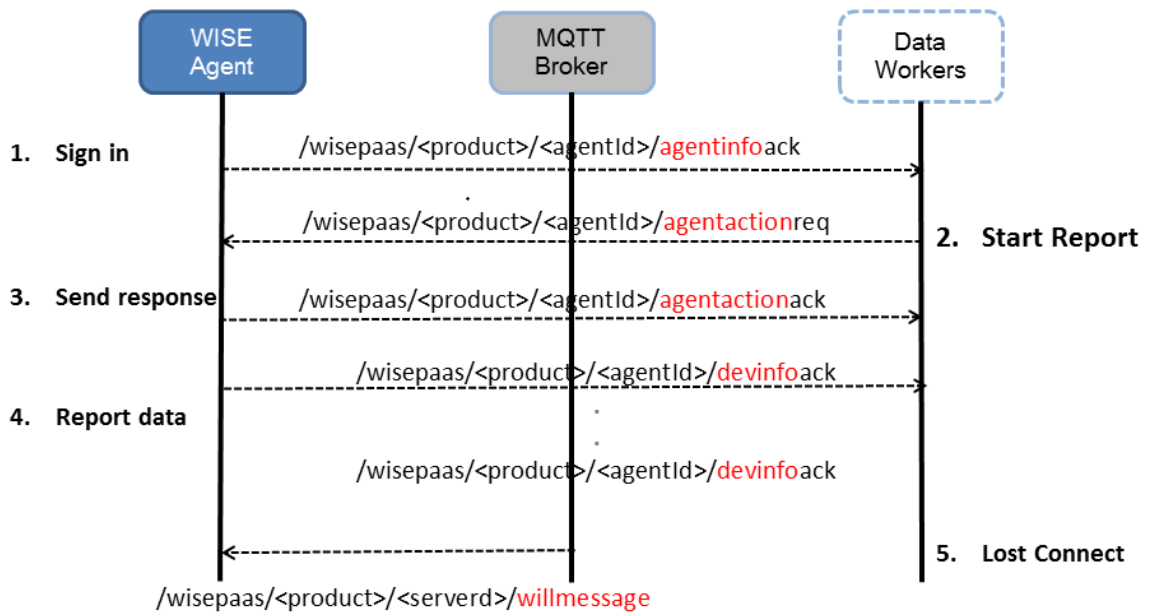 WISE
Agent
MQTT
Broker
Data
Workers
1. Sign in
/wisepaas/<product>/<agentId>/agentinfoack
/wisepaas/<product>/<agentId>/agentactionreq
2. Start Report
3. Send response
/wisepaas/<product>/<agentId>/agentactionack
/wisepaas/<product>/<agentId>/devinfoack
4. Report data
/wisepaas/<product>/<agentId>/devinfoack
5. Lost Connect
/wisepaas/<product>/<serverd>/willmessage